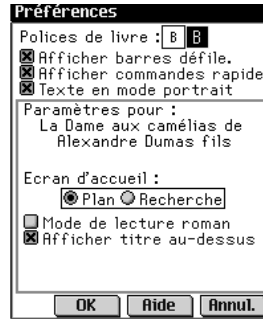 Préférences
Polices de livre : B B
Afficher barres défile.
Afficher commandes rapide
Texte en mode portrait
Paramètres pour :
La Dame aux camélias de
Alexandre Dumas fils
Ecran d'accueil :
Plan Recherche
Mode de lecture roman
Afficher titre au-dessus
OK Aide Annul.